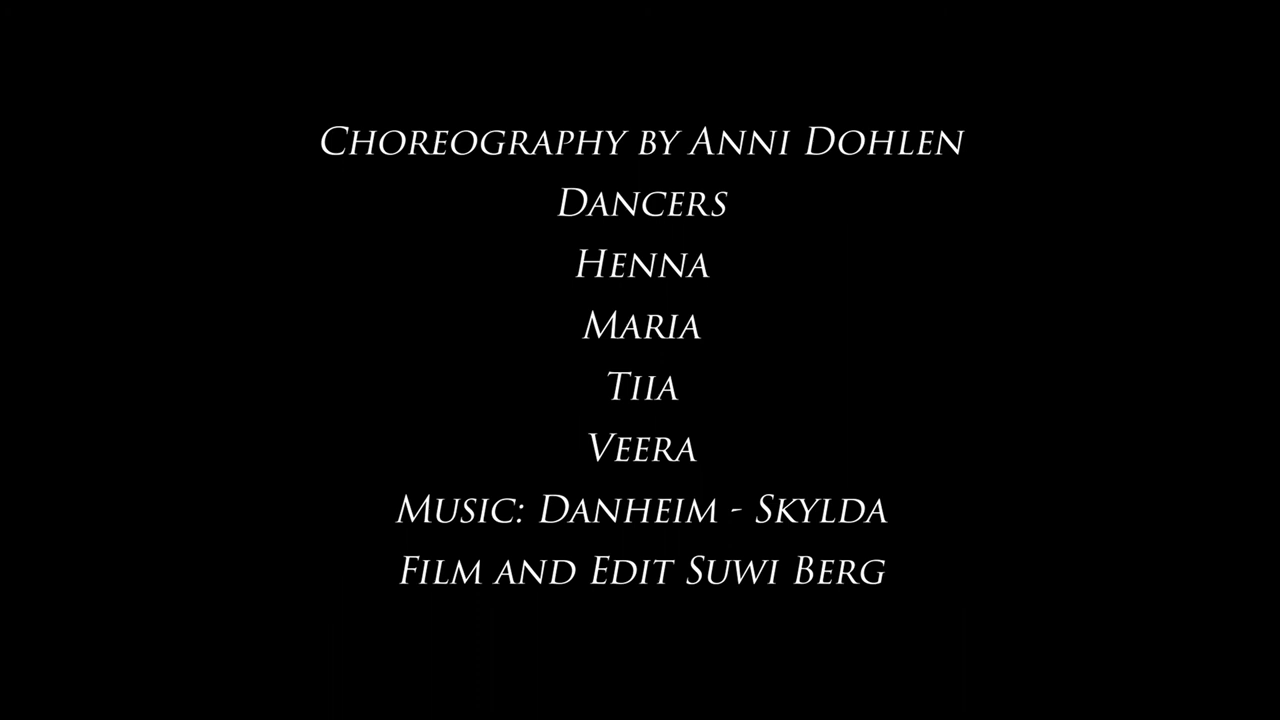 Choreography by Anni Dohlen
Dancers
Henna
Maria
Tiia
Veera
Music: Danheim - Skylda
Film and Edit Suwi Berg